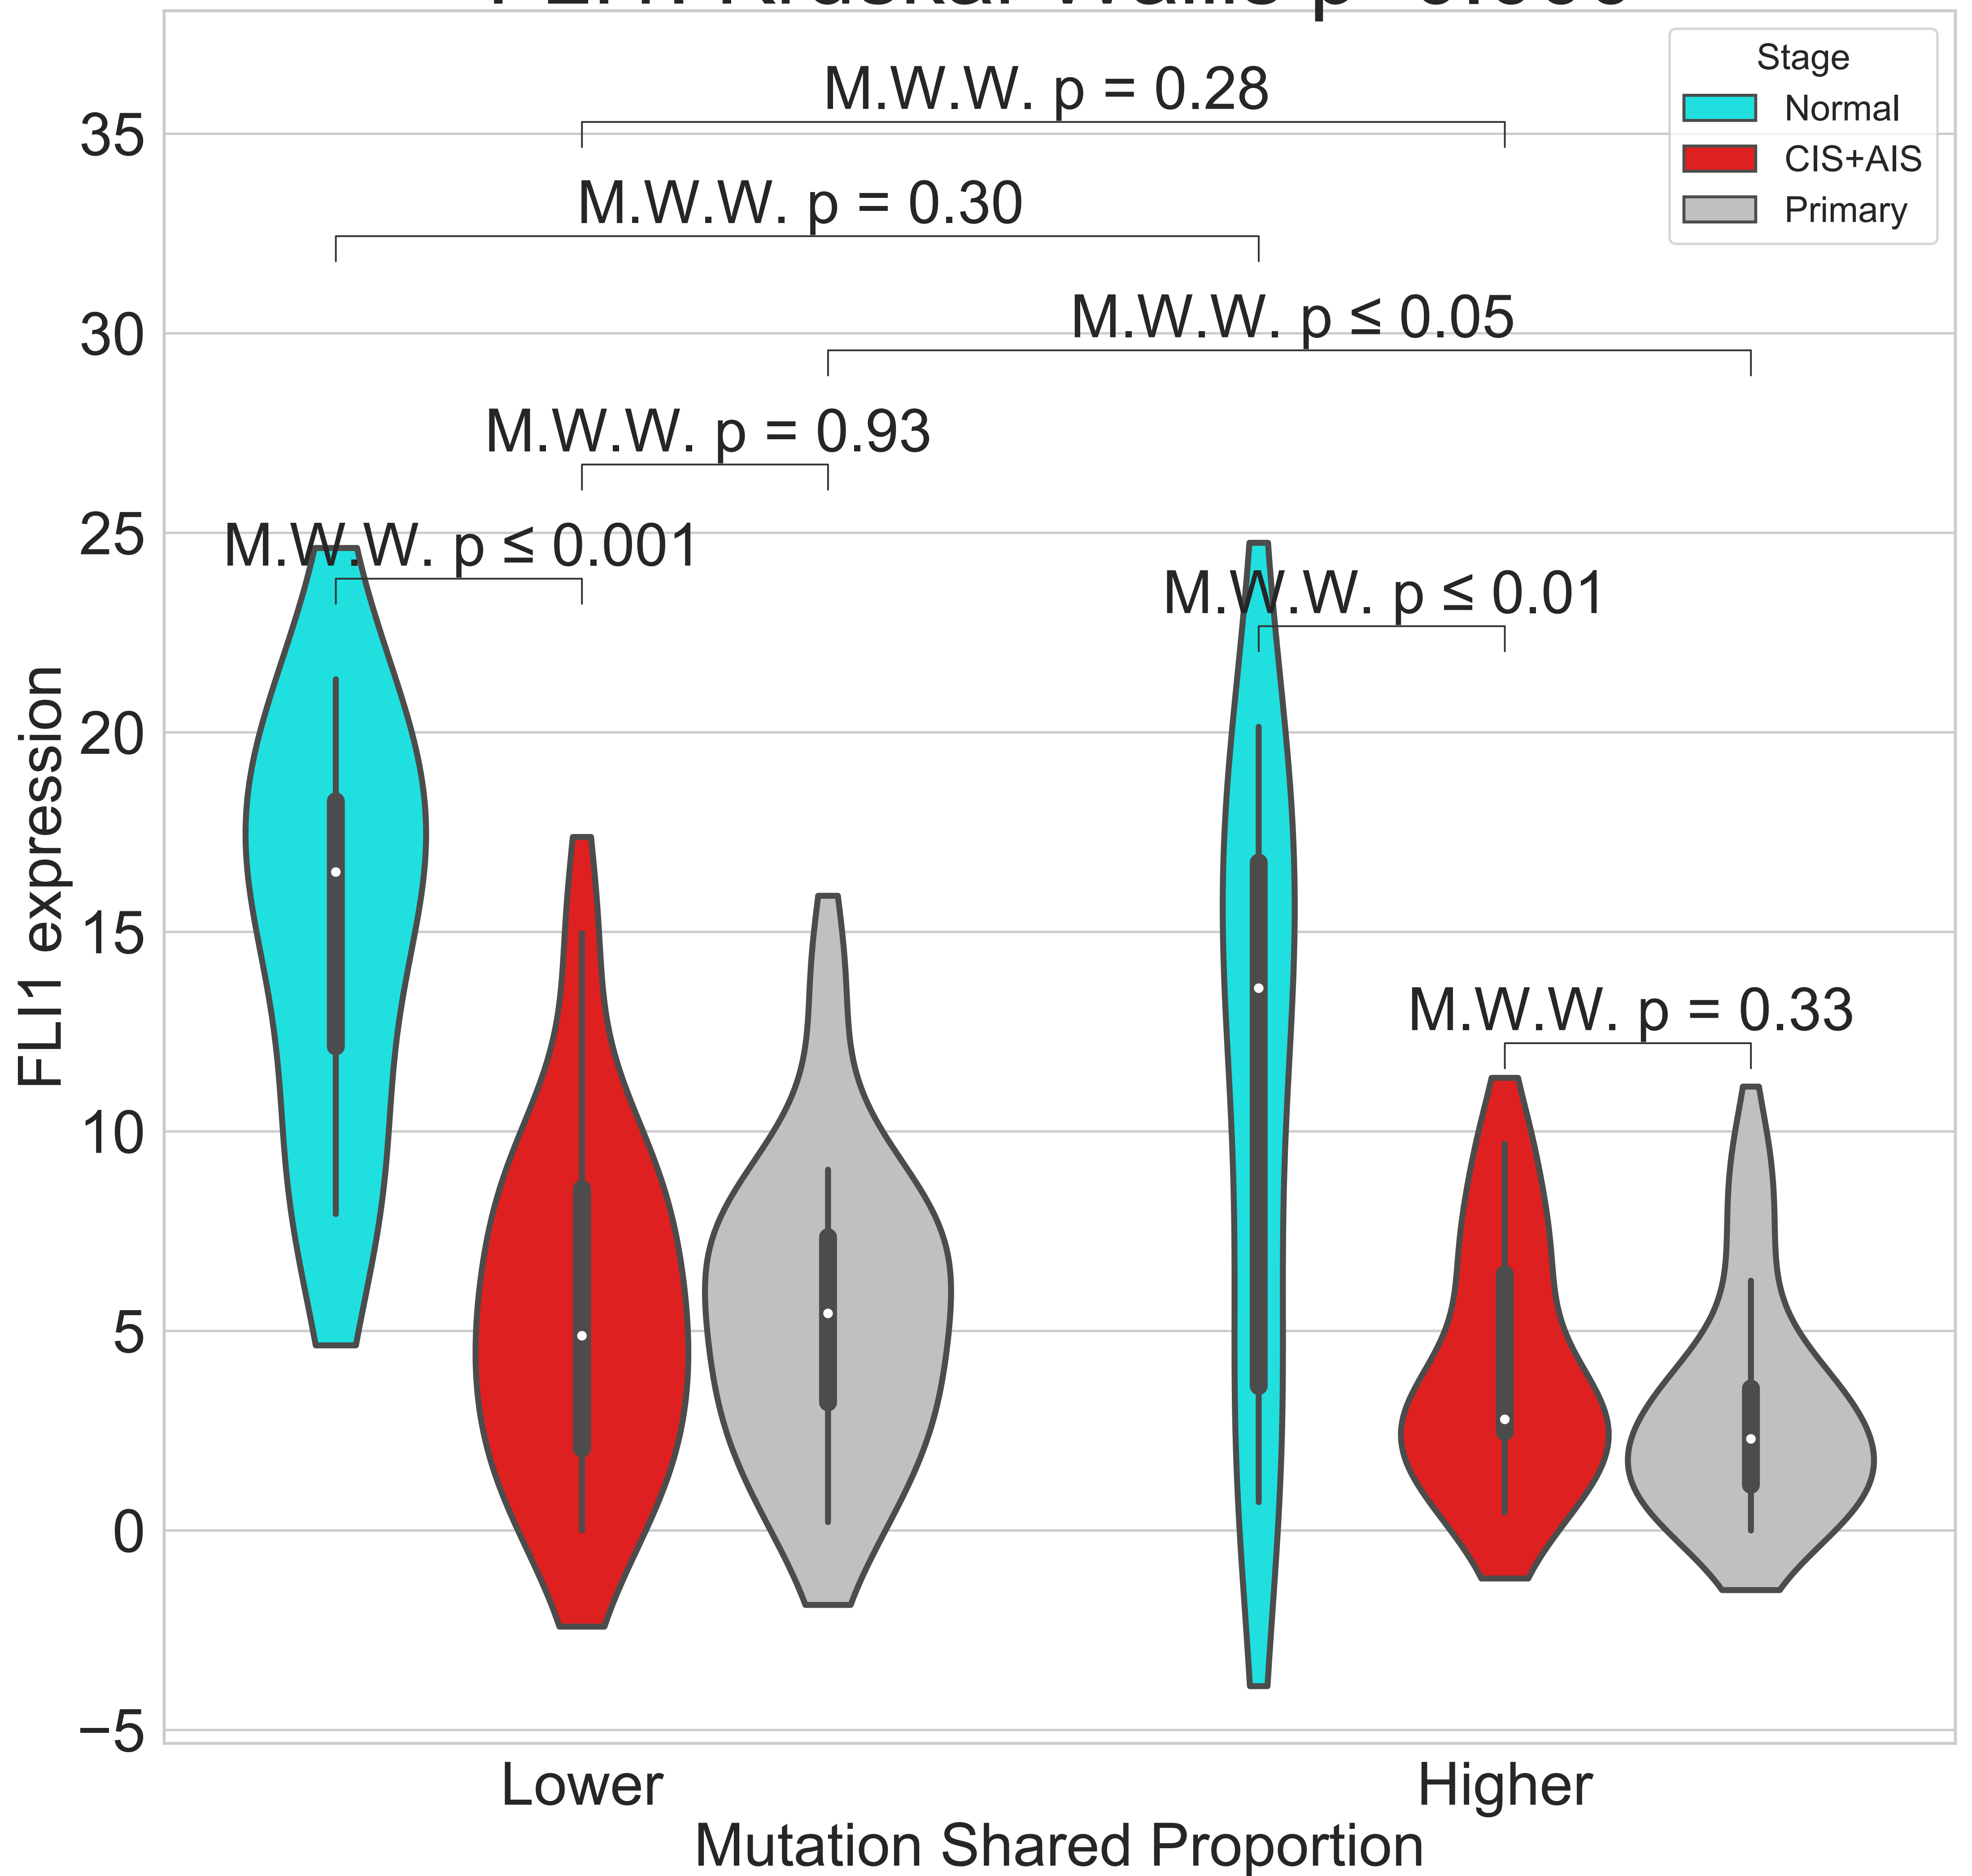 Stage
Normal
CIS+AIS
Primary
M.W.W. p = 0.28
M.W.W. p = 0.30
M.W.W. p ≤ 0.05
M.W.W. p = 0.93
M.W.W. p ≤ 0.001
M.W.W. p ≤ 0.01
M.W.W. p = 0.33
35
30
25
20
15
10
5
0
−5
FLI1 expression
Lower
Higher
Mutation Shared Proportion